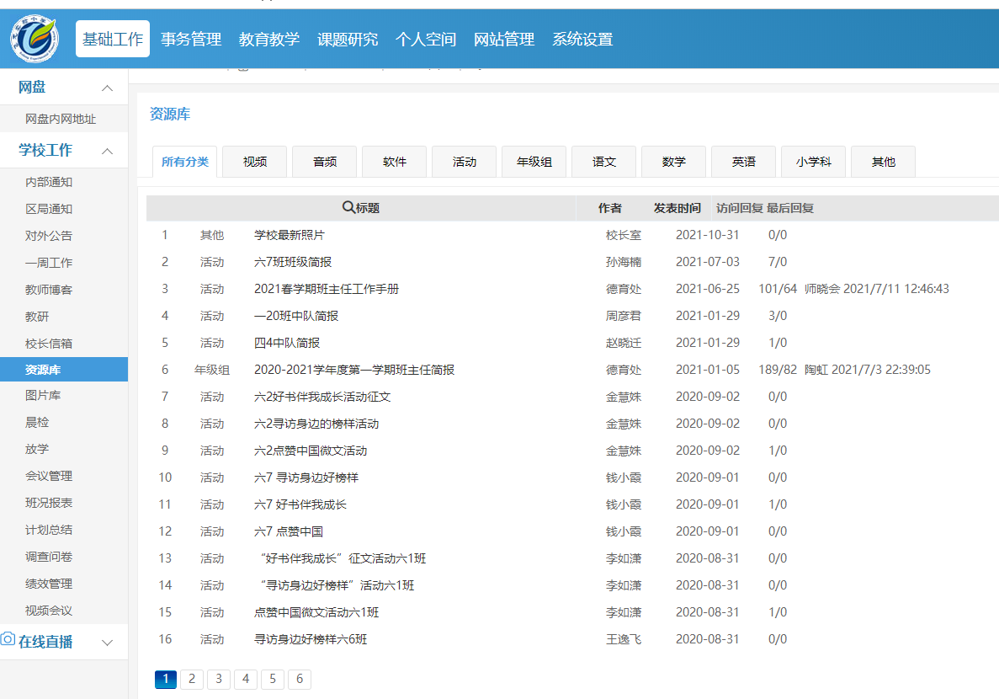 基础工作 事务管理 教育教学 课题研究 个人空间 网站管理 系统设置
网盘
网盘内网地址
学校工作
内部通知
区局通知
对外公告
一周工作
教师博客
教研
校长信箱
资源库
图片库
晨检
放学
会议管理
班况报表
计划总结
调查问卷
绩效管理
视频会议
在线直播
资源库
所有分类 视频 音频 软件 活动 年级组 语文 数学 英语 小学科 其他
标题 作者 发表时间 访问回复 最后回复
1 其他 学校最新照片 校长室 2021-10-31 0/0
2 活动 六7班班级简报 孙海楠 2021-07-03 7/0
3 活动 2021春学期班主任工作手册 德育处 2021-06-25 101/64 师晓会 2021/7/11 12:46:43
4 活动 一20班中队简报 周彦君 2021-01-29 3/0
5 活动 四4中队简报 赵晓迁 2021-01-29 1/0
6 年级组 2020-2021学年度第一学期班主任简报 德育处 2021-01-05 189/82 陶虹 2021/7/3 22:39:05
7 活动 六2好书伴我成长活动征文 金慧姝 2020-09-02 0/0
8 活动 六2寻访身边的榜样活动 金慧姝 2020-09-02 0/0
9 活动 六2点赞中国微文活动 金慧姝 2020-09-02 1/0
10 活动 六7 寻访身边好榜样 钱小霞 2020-09-01 0/0
11 活动 六7 好书伴我成长 钱小霞 2020-09-01 1/0
12 活动 六7 点赞中国 钱小霞 2020-09-01 0/0
13 活动 “好书伴我成长”征文活动六1班 李如潇 2020-08-31 0/0
14 活动 “寻访身边好榜样”活动六1班 李如潇 2020-08-31 0/0
15 活动 点赞中国微文活动六1班 李如潇 2020-08-31 1/0
16 活动 寻访身边好榜样六6班 王逸飞 2020-08-31 0/0
1 2 3 4 5 6